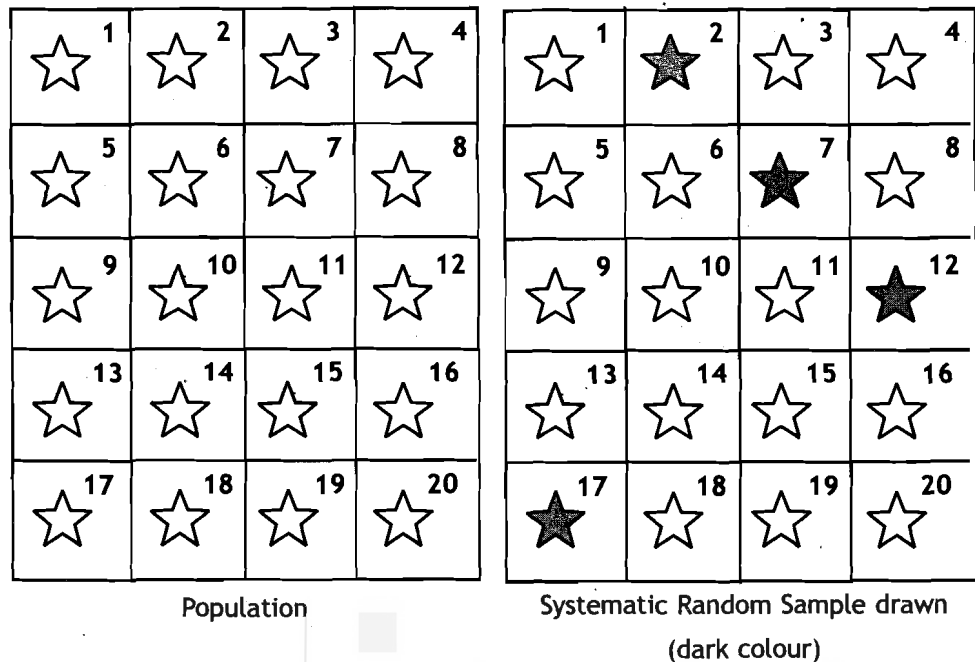 1 2 3 4 1 2 3 4
5 6 7 8 5 6 7 8
9 10 11 12 9 10 11 12
13 14 15 16 13 14 15 16
17 18 19 20 17 18 19 20
Population
Systematic Random Sample drawn
(dark colour)